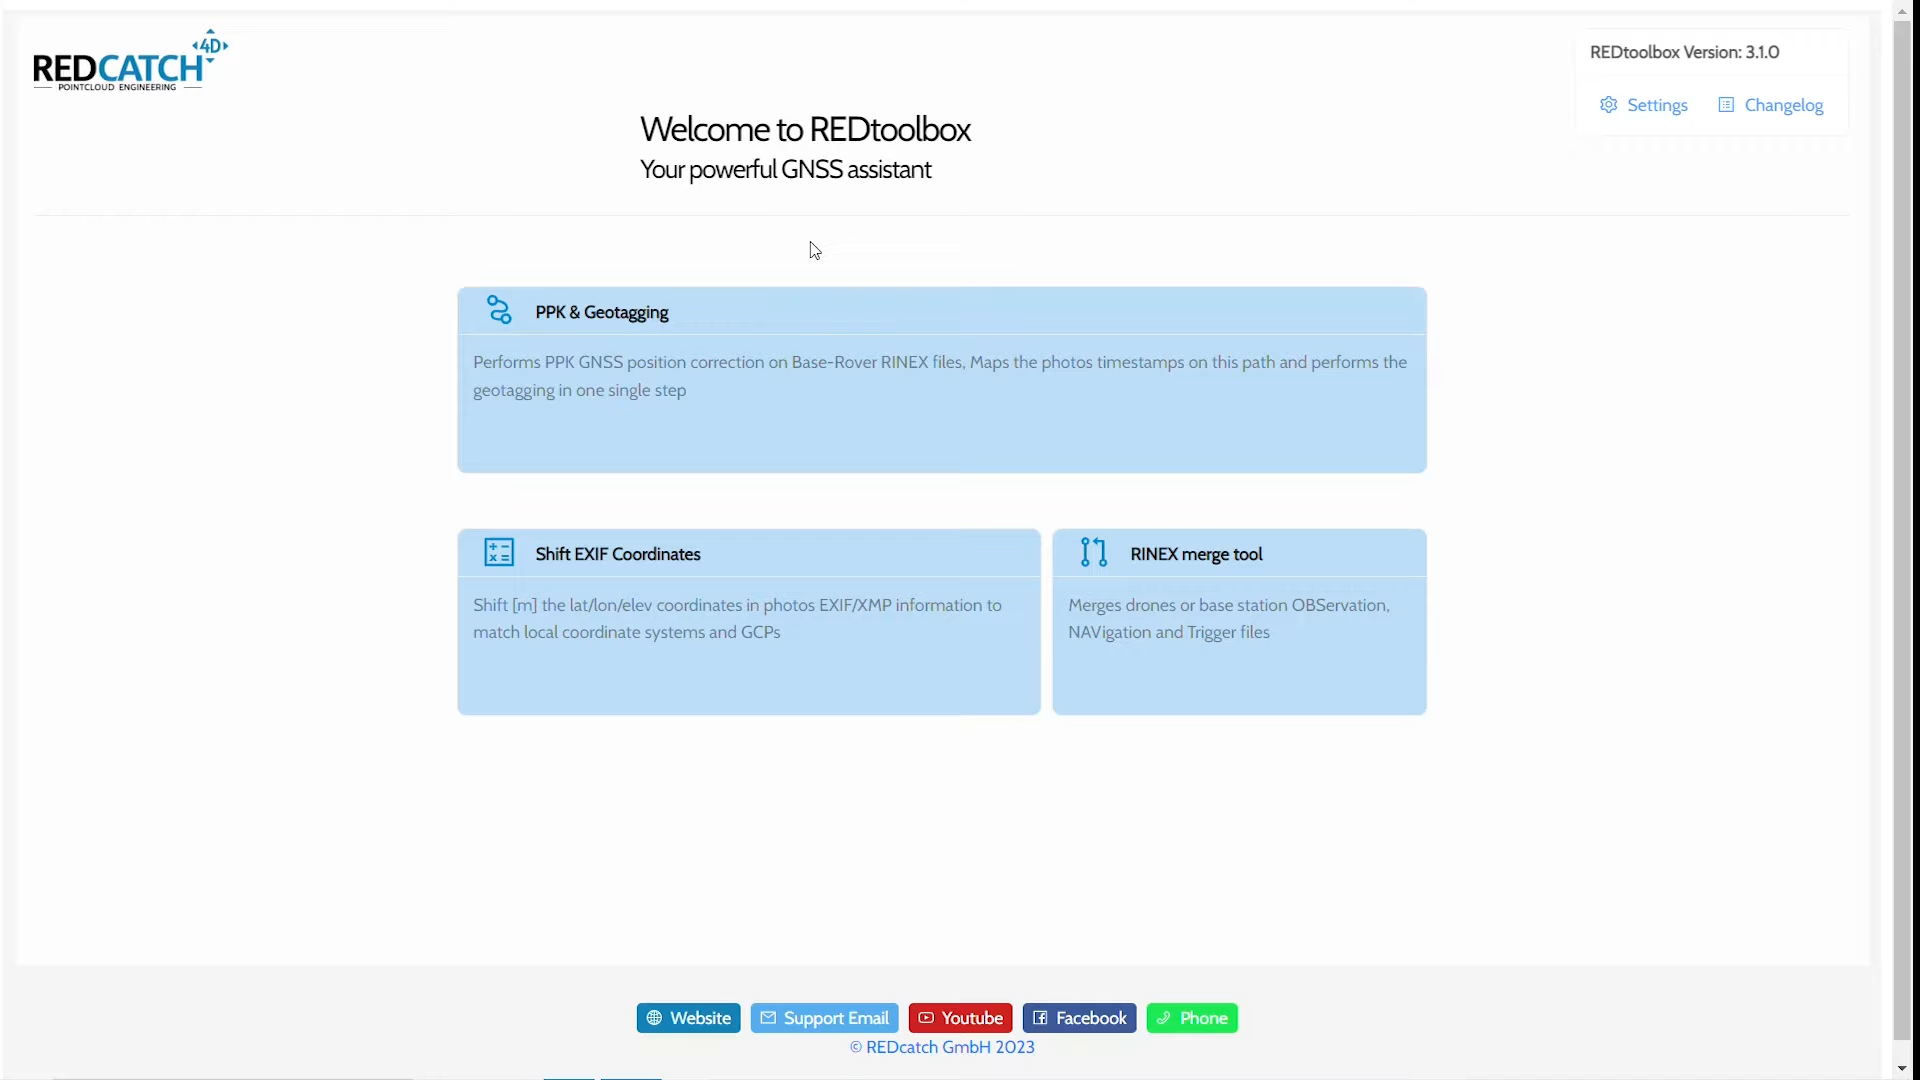 REDCATCH 4D
POINTCLOUD ENGINEERING
REDtoolbox Version: 3.1.0
Settings
Changelog
Welcome to REDtoolbox
Your powerful GNSS assistant
PPK & Geotagging
Performs PPK GNSS position correction on Base-Rover RINEX files, Maps the photos timestamps on this path and performs the
geotagging in one single step
Shift EXIF Coordinates
Shift [m] the lat/lon/elev coordinates in photos EXIF/XMP information to
match local coordinate systems and GCPs
RINEX merge tool
Merges drones or base station OBServation,
NAVigation and Trigger files
Website
Support Email
Youtube
Facebook
Phone
© REDcatch GmbH 2023